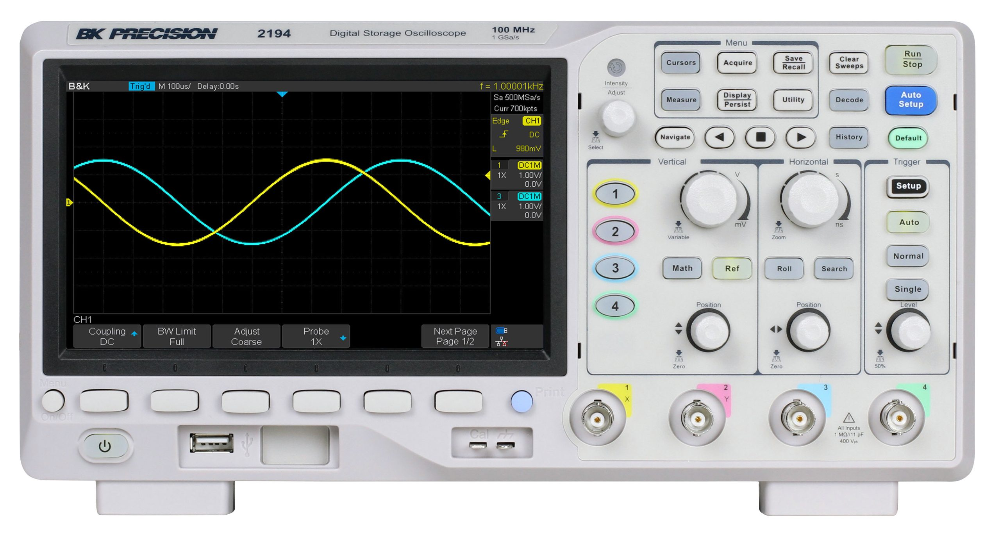 BK PRECISION 2194 Digital Storage Oscilloscope 100 MHz
1 GSa/s
B&K Trig'd M 100us/ Delay:0.00s f = 1.00001kHz
Sa 500MSa/s
Curr 700kpts
Edge CH1
DC
L 980mV
1 DC1M
1X 1.00V/
0.0V
3 DC1M
1X 1.00V/
0.0V
1
CH1
Coupling
DC
BW Limit
Full
Adjust
Coarse
Probe
1X
Next Page
Page 1/2
Menu
On/Off
Print
Cal
Intensity
Adjust
Select
Menu
Cursors
Acquire
Save
Recall
Measure
Display
Persist
Utility
Clear
Sweeps
Run
Stop
Decode
Auto
Setup
Navigate
History
Default
Vertical
1
2
3
4
V
mV
Variable
Math
Ref
Position
Zero
Horizontal
s
ns
Zoom
Roll
Search
Position
Zero
Trigger
Setup
Auto
Normal
Single
Level
50%
1
X
2
Y
3
4
All Inputs
1 MΩ//11 pF
400 Vpk